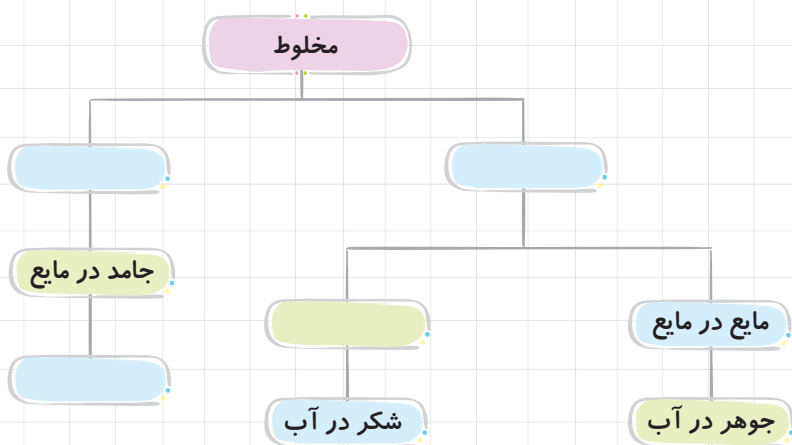 مخلوط
جامد در مایع
مایع در مایع
شکر در آب
جوهر در آب